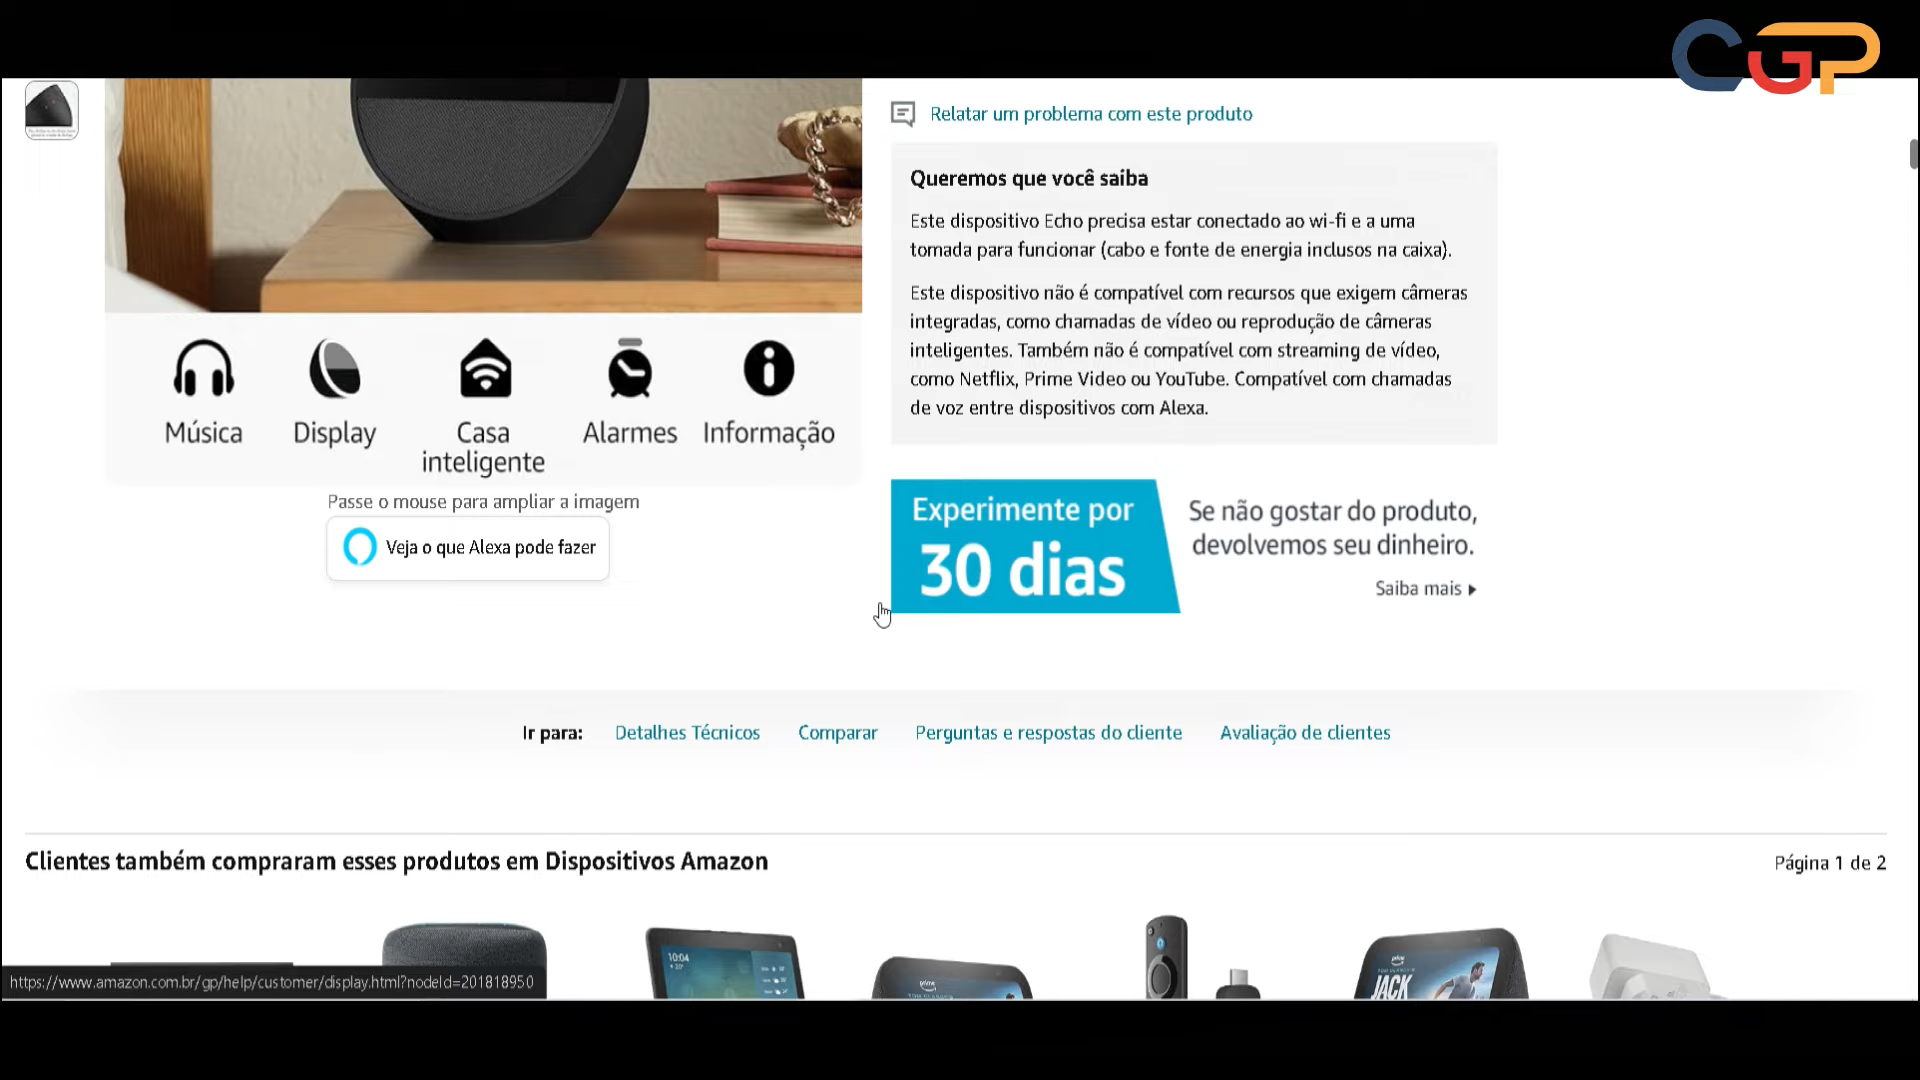 CGP
Relatar um problema com este produto
Queremos que você saiba
Este dispositivo Echo precisa estar conectado ao wi-fi e a uma
tomada para funcionar (cabo e fonte de energia inclusos na caixa).
Este dispositivo não é compatível com recursos que exigem câmeras
integradas, como chamadas de vídeo ou reprodução de câmeras
inteligentes. Também não é compatível com streaming de vídeo,
como Netflix, Prime Video ou YouTube. Compatível com chamadas
de voz entre dispositivos com Alexa.
Música
Display
Casa
inteligente
Alarmes
Informação
Passe o mouse para ampliar a imagem
Veja o que Alexa pode fazer
Experimente por
30 dias
Se não gostar do produto,
devolvemos seu dinheiro.
Saiba mais
Ir para: Detalhes Técnicos Comparar Perguntas e respostas do cliente Avaliação de clientes
Clientes também compraram esses produtos em Dispositivos Amazon
Página 1 de 2
10:04
prime
prime
JACK
https://www.amazon.com.br/gp/help/customer/display.html?nodeId=201818950